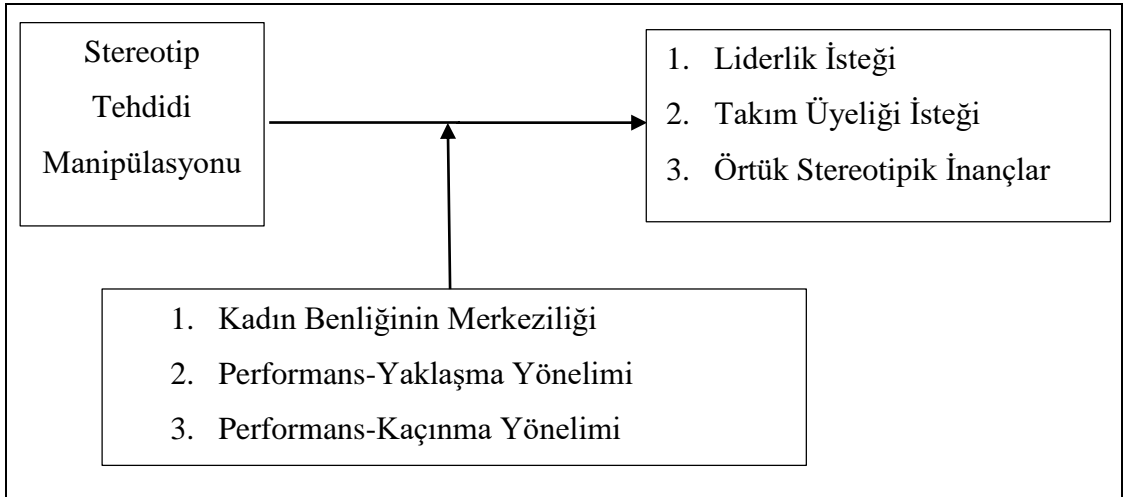 Stereotip
Tehdidi
Manipülasyonu
1. Liderlik İsteği
2. Takım Üyeliği İsteği
3. Örtük Stereotipik İnançlar
1. Kadın Benliğinin Merkeziliği
2. Performans-Yaklaşma Yönelimi
3. Performans-Kaçınma Yönelimi